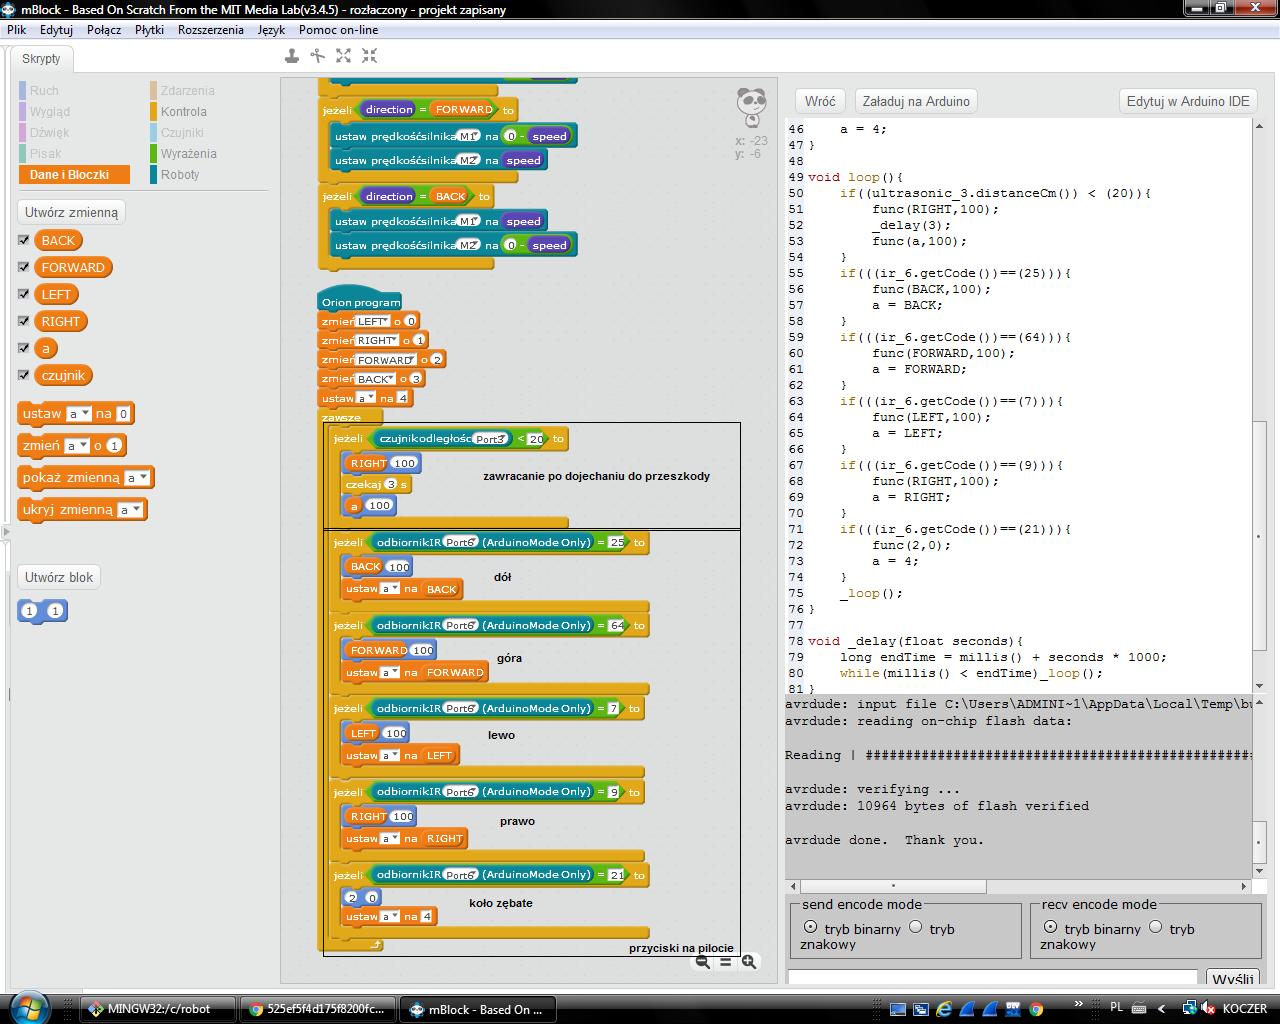 mBlock - Based On Scratch From the MIT Media Lab(v3.4.5) - rozłączony - projekt zapisany
Plik Edytuj Połącz Płytki Rozszerzenia Język Pomoc on-line
Skrypty
Ruch Zdarzenia
Wygląd Kontrola
Dźwięk Czujniki
Pisak Wyrażenia
Dane i Bloczki Roboty
Utwórz zmienną
BACK
FORWARD
LEFT
RIGHT
a
czujnik
ustaw a na 0
zmień a o 1
pokaż zmienną a
ukryj zmienną a
Utwórz blok
1 1
jeżeli direction = FORWARD to
ustaw prędkośćsilnika M1 na 0 - speed
ustaw prędkośćsilnika M2 na speed
jeżeli direction = BACK to
ustaw prędkośćsilnika M1 na speed
ustaw prędkośćsilnika M2 na 0 - speed
Orion program
zmień LEFT o 0
zmień RIGHT o 1
zmień FORWARD o 2
zmień BACK o 3
ustaw a na 4
zawsze
jeżeli czujnikodległośc Port3 < 20 to
RIGHT 100
zawracanie po dojechaniu do przeszkody
czekaj 3 s
a 100
jeżeli odbiornikIR Port6 (ArduinoMode Only) = 25 to
BACK 100
dół
ustaw a na BACK
jeżeli odbiornikIR Port6 (ArduinoMode Only) = 64 to
FORWARD 100
góra
ustaw a na FORWARD
jeżeli odbiornikIR Port6 (ArduinoMode Only) = 7 to
LEFT 100
lewo
ustaw a na LEFT
jeżeli odbiornikIR Port6 (ArduinoMode Only) = 9 to
RIGHT 100
prawo
ustaw a na RIGHT
jeżeli odbiornikIR Port6 (ArduinoMode Only) = 21 to
2 0
koło zębate
ustaw a na 4
przyciski na pilocie
x: -23
y: -6
Wróć Załaduj na Arduino Edytuj w Arduino IDE
46 a = 4;
47 }
48
49 void loop(){
50 if((ultrasonic_3.distanceCm()) < (20)){
51 func(RIGHT,100);
52 _delay(3);
53 func(a,100);
54 }
55 if(((ir_6.getCode())==(25))){
56 func(BACK,100);
57 a = BACK;
58 }
59 if(((ir_6.getCode())==(64))){
60 func(FORWARD,100);
61 a = FORWARD;
62 }
63 if(((ir_6.getCode())==(7))){
64 func(LEFT,100);
65 a = LEFT;
66 }
67 if(((ir_6.getCode())==(9))){
68 func(RIGHT,100);
69 a = RIGHT;
70 }
71 if(((ir_6.getCode())==(21))){
72 func(2,0);
73 a = 4;
74 }
75 _loop();
76 }
77
78 void _delay(float seconds){
79 long endTime = millis() + seconds * 1000;
80 while(millis() < endTime)_loop();
81 }
avrdude: input file C:\Users\ADMINI~1\AppData\Local\Temp\bu
avrdude: reading on-chip flash data:
Reading | ################################################
avrdude: verifying ...
avrdude: 10964 bytes of flash verified
avrdude done. Thank you.
send encode mode
tryb binarny tryb
znakowy
recv encode mode
tryb binarny tryb
znakowy
Wyślij
MINGW32:/c/robot
525ef5f4d175f8200fc...
mBlock - Based On ...
PL
KOCZER